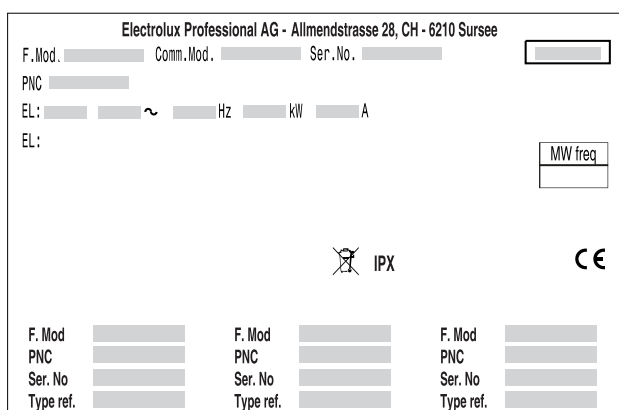 Electrolux Professional AG - Allmendstrasse 28, CH - 6210 Sursee
F.Mod. Comm.Mod. Ser.No.
PNC
EL: ~ Hz kW A
EL:
MW freq
IPX CE
F. Mod F. Mod F. Mod
PNC PNC PNC
Ser. No Ser. No Ser. No
Type ref. Type ref. Type ref.